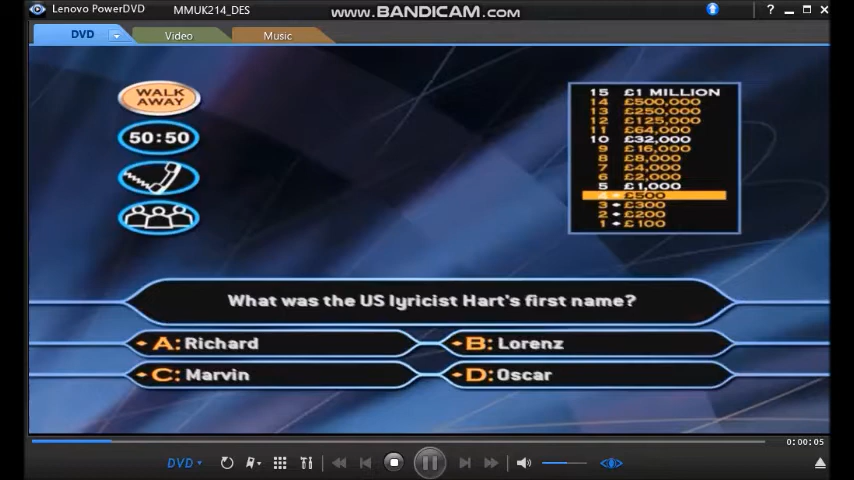 Lenovo PowerDVD
MMUK214_DES
www.BANDICAM.com
?
DVD
Video
Music
WALK AWAY
50:50
15 £1 MILLION
14 £500,000
13 £250,000
12 £125,000
11 £64,000
10 £32,000
9 £16,000
8 £8,000
7 £4,000
6 £2,000
5 £1,000
4 £500
3 £300
2 £200
1 £100
What was the US lyricist Hart's first name?
A: Richard
B: Lorenz
C: Marvin
D: Oscar
0:00:05
DVD